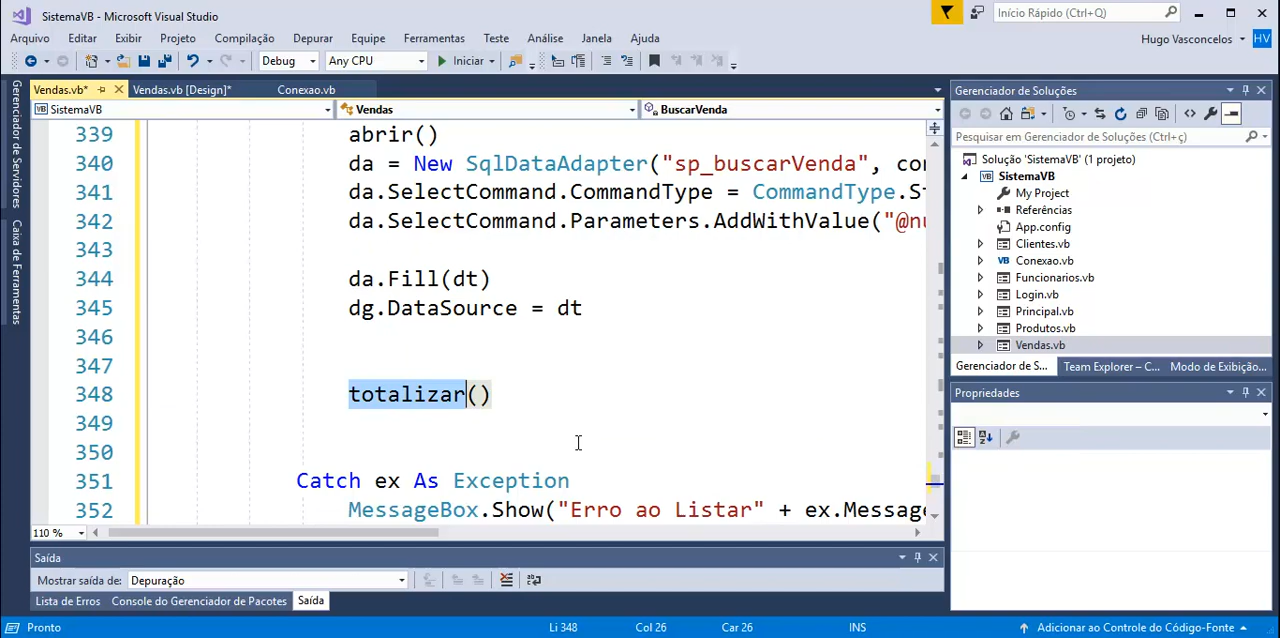 SistemaVB - Microsoft Visual Studio
Início Rápido (Ctrl+Q)
Arquivo Editar Exibir Projeto Compilação Depurar Equipe Ferramentas Teste Análise Janela Ajuda
Hugo Vasconcelos HV
Debug Any CPU Iniciar
Vendas.vb* Vendas.vb [Design]* Conexao.vb
VB SistemaVB Vendas BuscarVenda
Gerenciador de Servidores
Caixa de Ferramentas
339 abrir()
340 da = New SqlDataAdapter("sp_buscarVenda", co
341 da.SelectCommand.CommandType = CommandType.St
342 da.SelectCommand.Parameters.AddWithValue("@nu
343
344 da.Fill(dt)
345 dg.DataSource = dt
346
347
348 totalizar()
349
350
351 Catch ex As Exception
352 MessageBox.Show("Erro ao Listar" + ex.Message
110 %
Saída
Mostrar saída de: Depuração
Lista de Erros Console do Gerenciador de Pacotes Saída
Gerenciador de Soluções
Pesquisar em Gerenciador de Soluções (Ctrl+ç)
Solução 'SistemaVB' (1 projeto)
VB SistemaVB
My Project
Referências
App.config
Clientes.vb
VB Conexao.vb
Funcionarios.vb
Login.vb
Principal.vb
Produtos.vb
Vendas.vb
Gerenciador de S... Team Explorer – C... Modo de Exibição...
Propriedades
Pronto Li 348 Col 26 Car 26 INS Adicionar ao Controle do Código-Fonte